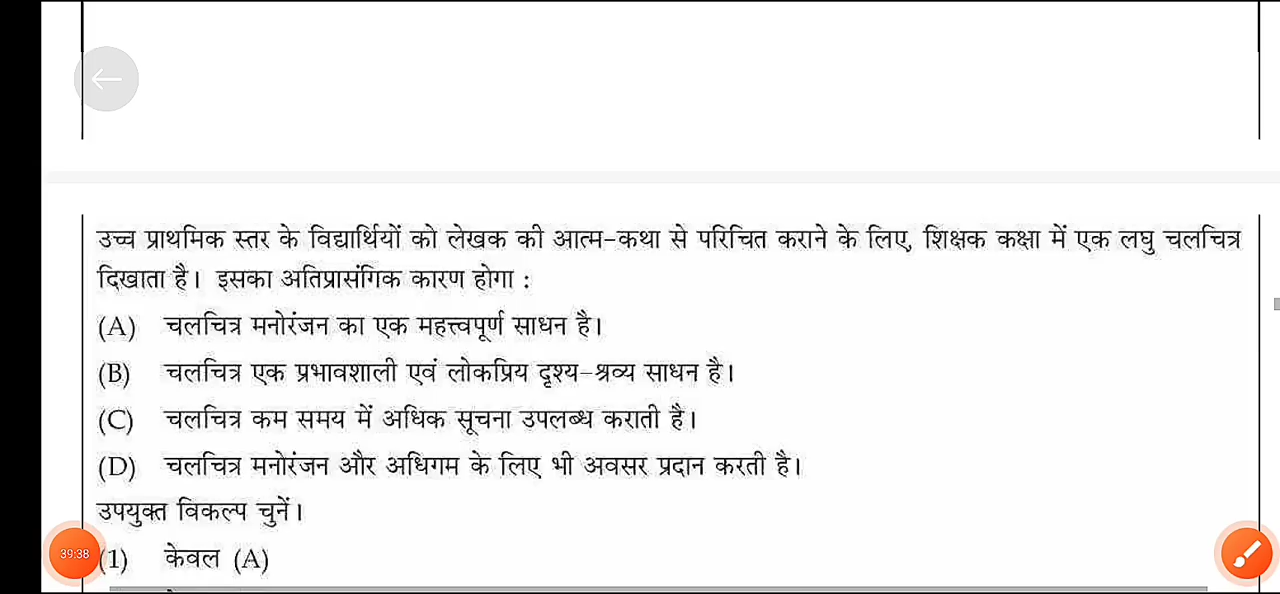 उच्च प्राथमिक स्तर के विद्यार्थियों को लेखक की आत्म-कथा से परिचित कराने के लिए, शिक्षक कक्षा में एक लघु चलचित्र
दिखाता है। इसका अतिप्रासंगिक कारण होगा :
(A) चलचित्र मनोरंजन का एक महत्त्वपूर्ण साधन है।
(B) चलचित्र एक प्रभावशाली एवं लोकप्रिय दृश्य-श्रव्य साधन है।
(C) चलचित्र कम समय में अधिक सूचना उपलब्ध कराती है।
(D) चलचित्र मनोरंजन और अधिगम के लिए भी अवसर प्रदान करती है।
उपयुक्त विकल्प चुनें।
39:38
(1) केवल (A)